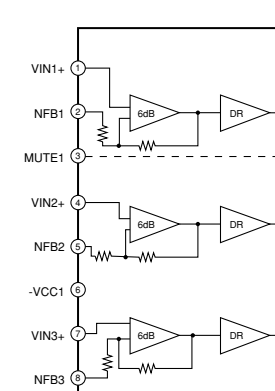 VIN1+ 1
6dB DR
NFB1 2
MUTE1 3
VIN2+ 4
6dB DR
NFB2 5
-VCC1 6
VIN3+ 7
6dB DR
NFB3 8